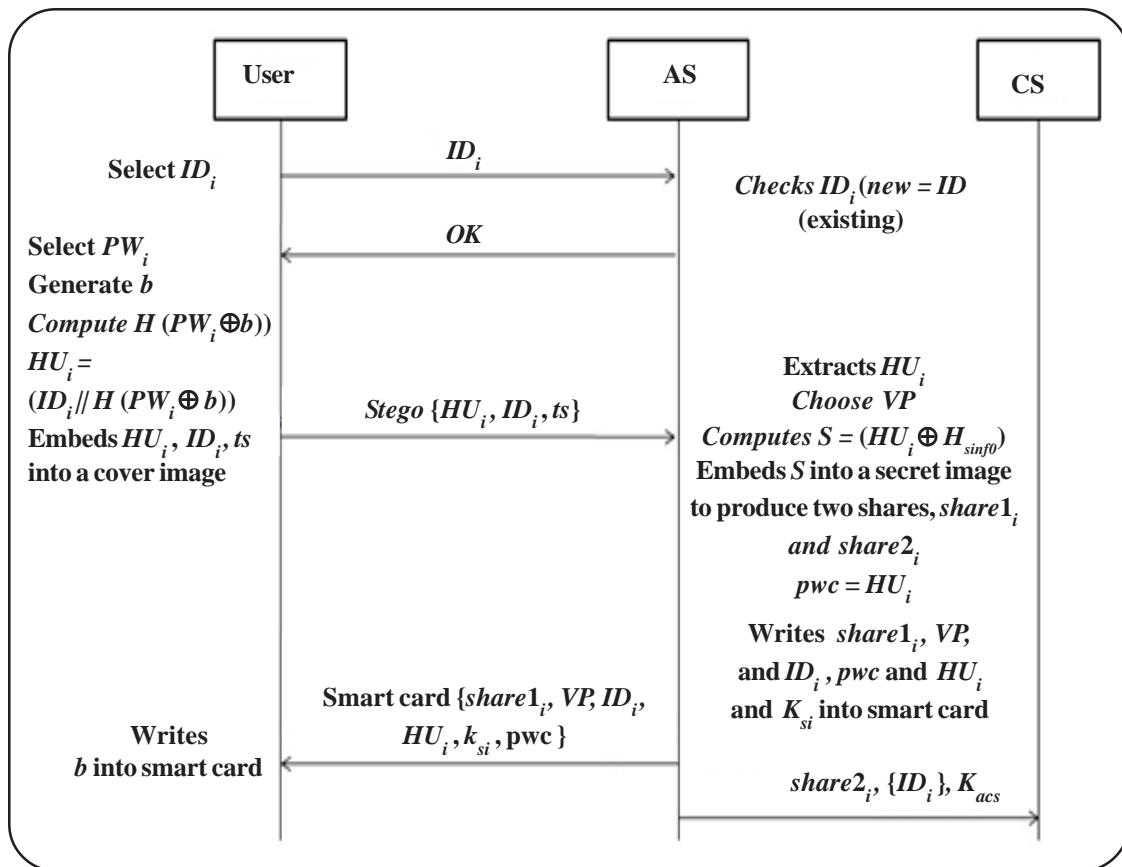 User
AS
CS
Select ID_i
ID_i
Checks ID_i (new = ID
(existing)
OK
Select PW_i
Generate b
Compute H (PW_i ⊕ b))
HU_i =
(ID_i // H (PW_i ⊕ b))
Embeds HU_i, ID_i, ts
into a cover image
Stego {HU_i, ID_i, ts}
Extracts HU_i
Choose VP
Computes S = (HU_i ⊕ H_sinf0)
Embeds S into a secret image
to produce two shares, share1_i
and share2_i
pwc = HU_i
Writes share1_i, VP,
and ID_i, pwc and HU_i
and K_si into smart card
Smart card {share1_i, VP, ID_i,
HU_i, k_si, pwc }
Writes
b into smart card
share2_i, {ID_i}, K_acs